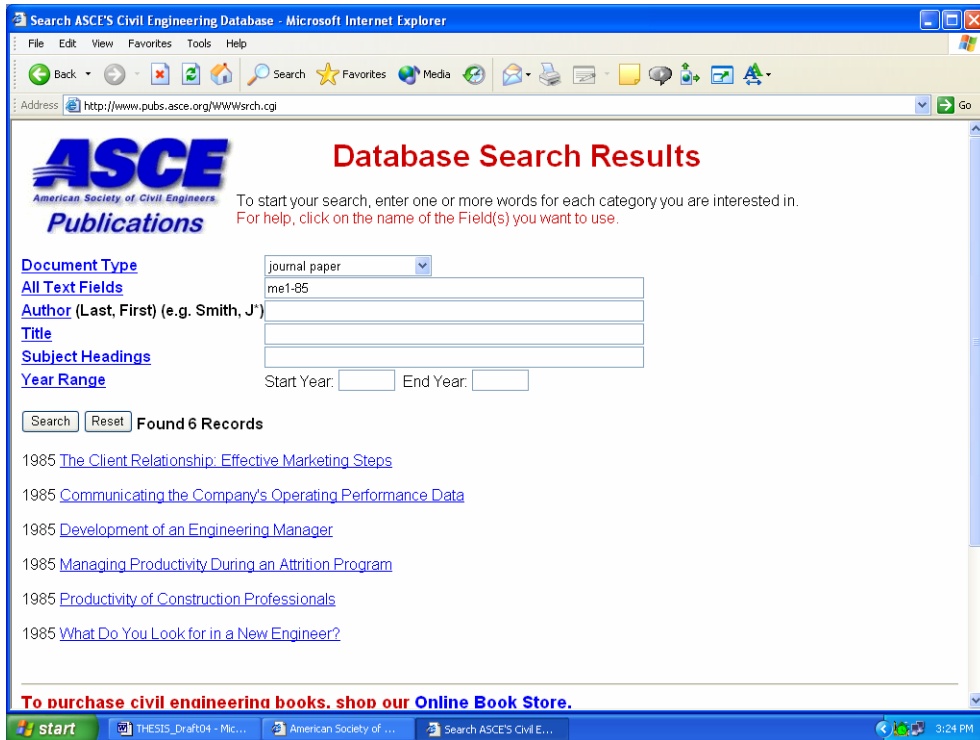 Search ASCE'S Civil Engineering Database - Microsoft Internet Explorer
File Edit View Favorites Tools Help
Back Search Favorites Media
Address http://www.pubs.asce.org/WWWsrch.cgi Go
ASCE
American Society of Civil Engineers
Publications
Database Search Results
To start your search, enter one or more words for each category you are interested in.
For help, click on the name of the Field(s) you want to use.
Document Type journal paper
All Text Fields me1-85
Author (Last, First) (e.g. Smith, J*)
Title
Subject Headings
Year Range Start Year: End Year:
Search Reset Found 6 Records
1985 The Client Relationship: Effective Marketing Steps
1985 Communicating the Company's Operating Performance Data
1985 Development of an Engineering Manager
1985 Managing Productivity During an Attrition Program
1985 Productivity of Construction Professionals
1985 What Do You Look for in a New Engineer?
To purchase civil engineering books, shop our Online Book Store.
start THESIS_Draft04 - Mic... American Society of ... Search ASCE'S Civil E... 3:24 PM